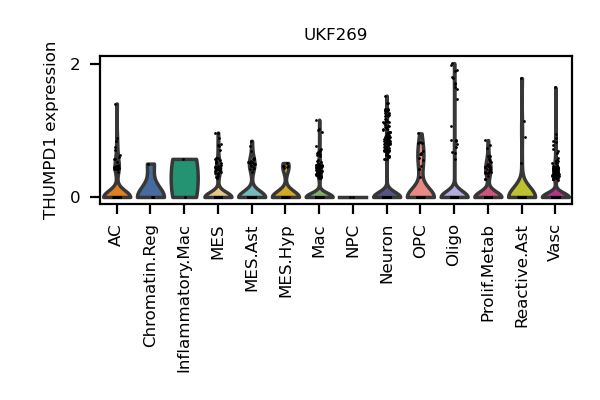 UKF269
THUMPD1 expression
2
0
AC
Chromatin.Reg
Inflammatory.Mac
MES
MES.Ast
MES.Hyp
Mac
NPC
Neuron
OPC
Oligo
Prolif.Metab
Reactive.Ast
Vasc